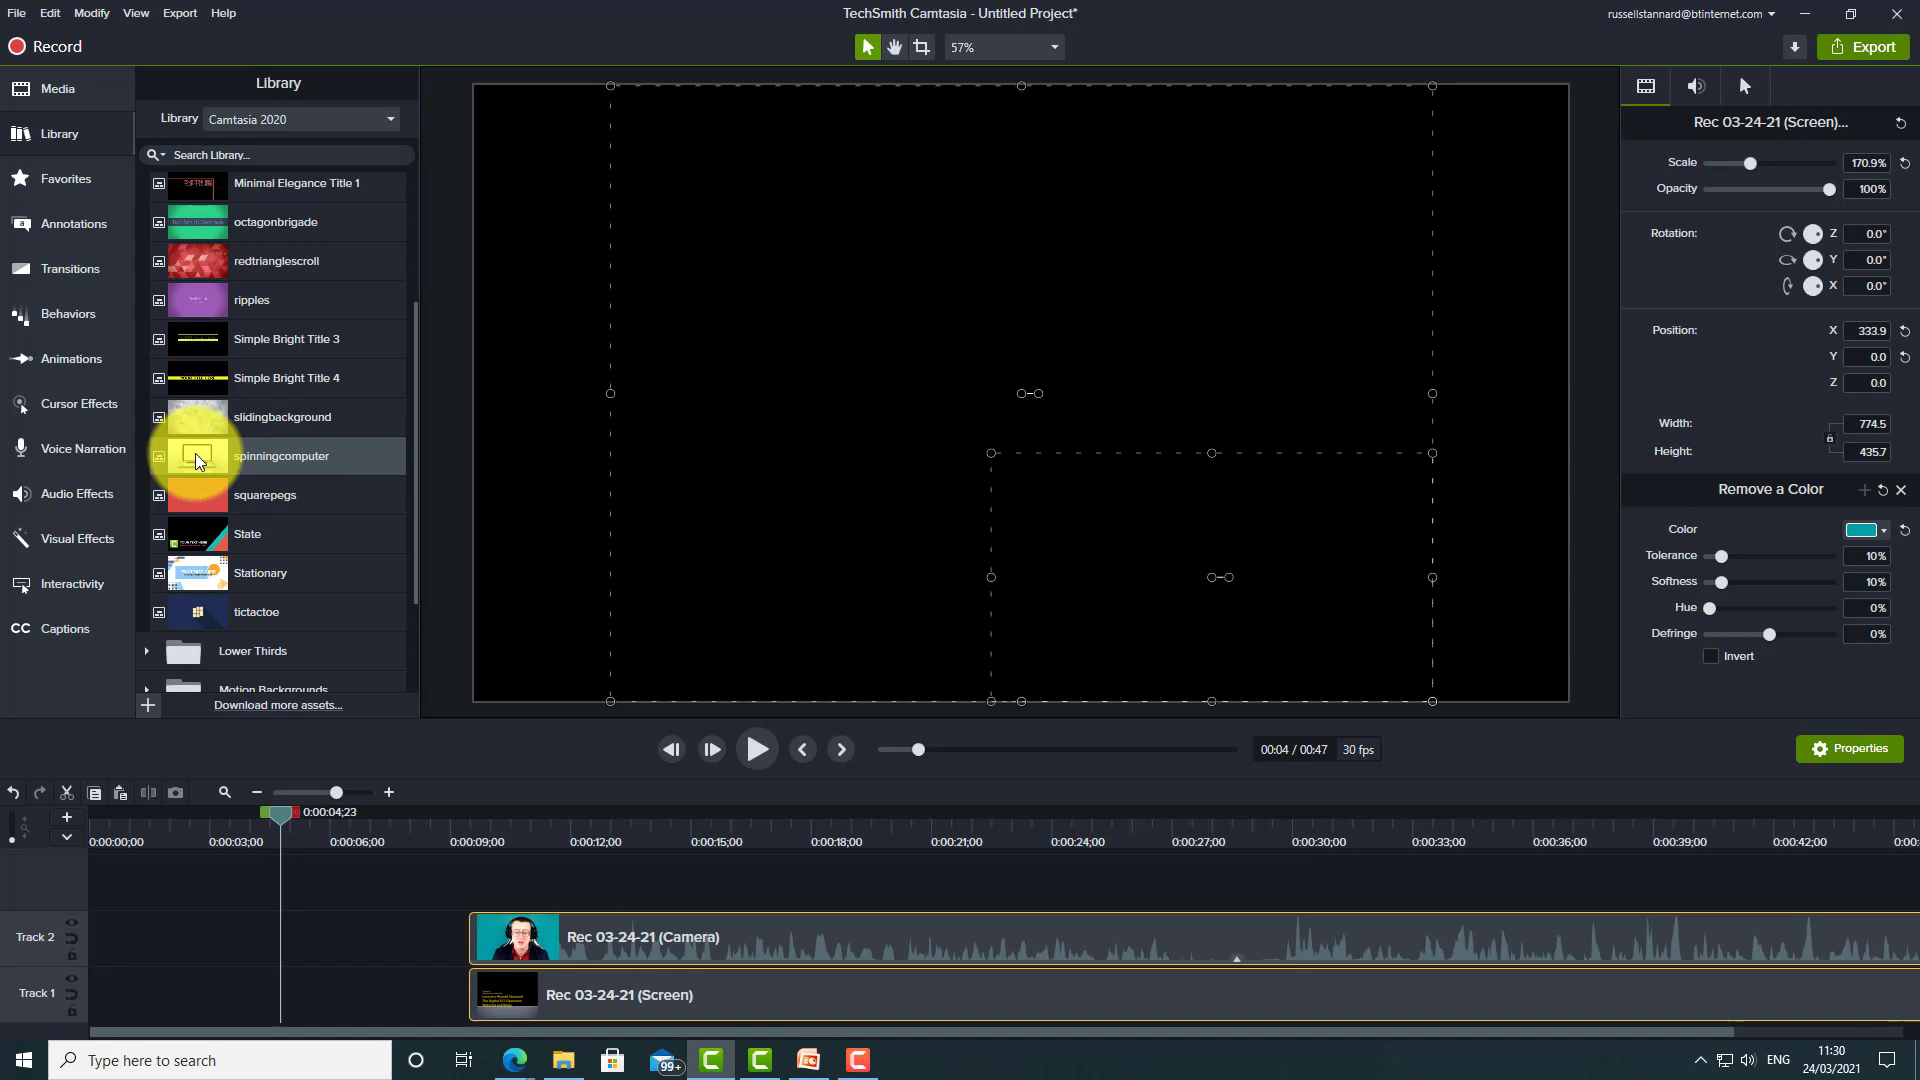 File Edit Modify View Export Help
TechSmith Camtasia - Untitled Project*
russellstannard@btinternet.com
Record
57%
Export
Media
Library
Favorites
Annotations
Transitions
Behaviors
Animations
Cursor Effects
Voice Narration
Audio Effects
Visual Effects
Interactivity
CC Captions
Library
Library Camtasia 2020
Search Library...
Minimal Elegance Title 1
octagonbrigade
redtrianglescroll
ripples
Simple Bright Title 3
Simple Bright Title 4
slidingbackground
spinningcomputer
squarepegs
State
Stationary
tictactoe
Lower Thirds
Motion Backgrounds
Download more assets...
Rec 03-24-21 (Screen)...
Scale 170.9%
Opacity 100%
Rotation: Z 0.0°
Y 0.0°
X 0.0°
Position: X 333.9
Y 0.0
Z 0.0
Width: 774.5
Height: 435.7
Remove a Color
Color
Tolerance 10%
Softness 10%
Hue 0%
Defringe 0%
Invert
00:04 / 00:47 30 fps
Properties
0:00:04;23
0:00:00;00 0:00:03;00 0:00:06;00 0:00:09;00 0:00:12;00 0:00:15;00 0:00:18;00 0:00:21;00 0:00:24;00 0:00:27;00 0:00:30;00 0:00:33;00 0:00:36;00 0:00:39;00 0:00:42;00 0:00:
Track 2
Rec 03-24-21 (Camera)
Track 1
Rec 03-24-21 (Screen)
Type here to search
99+
ENG
11:30
24/03/2021